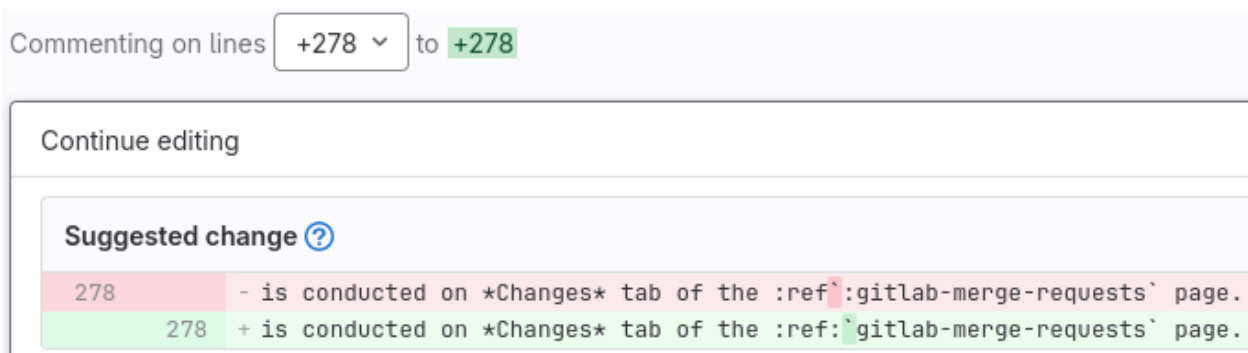 Commenting on lines +278 to +278
Continue editing
Suggested change ?
278 - is conducted on *Changes* tab of the :ref`:gitlab-merge-requests` page.
278 + is conducted on *Changes* tab of the :ref:`gitlab-merge-requests` page.